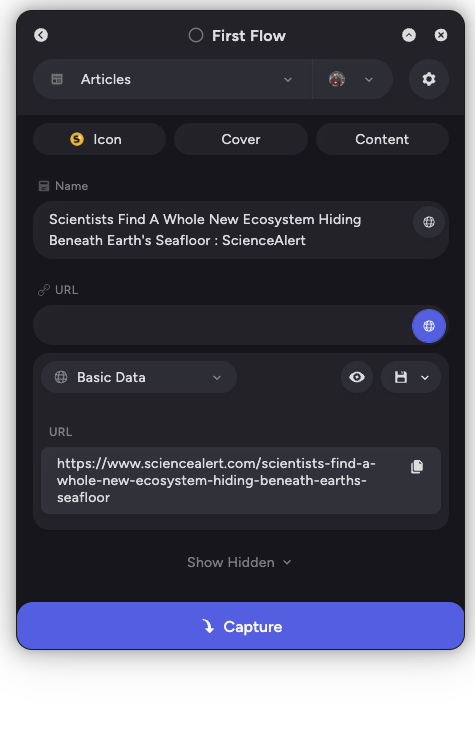 First Flow
Articles
Icon
Cover
Content
Name
Scientists Find A Whole New Ecosystem Hiding
Beneath Earth's Seafloor : ScienceAlert
URL
Basic Data
URL
https://www.sciencealert.com/scientists-find-a-
whole-new-ecosystem-hiding-beneath-earths-
seafloor
Show Hidden
Capture